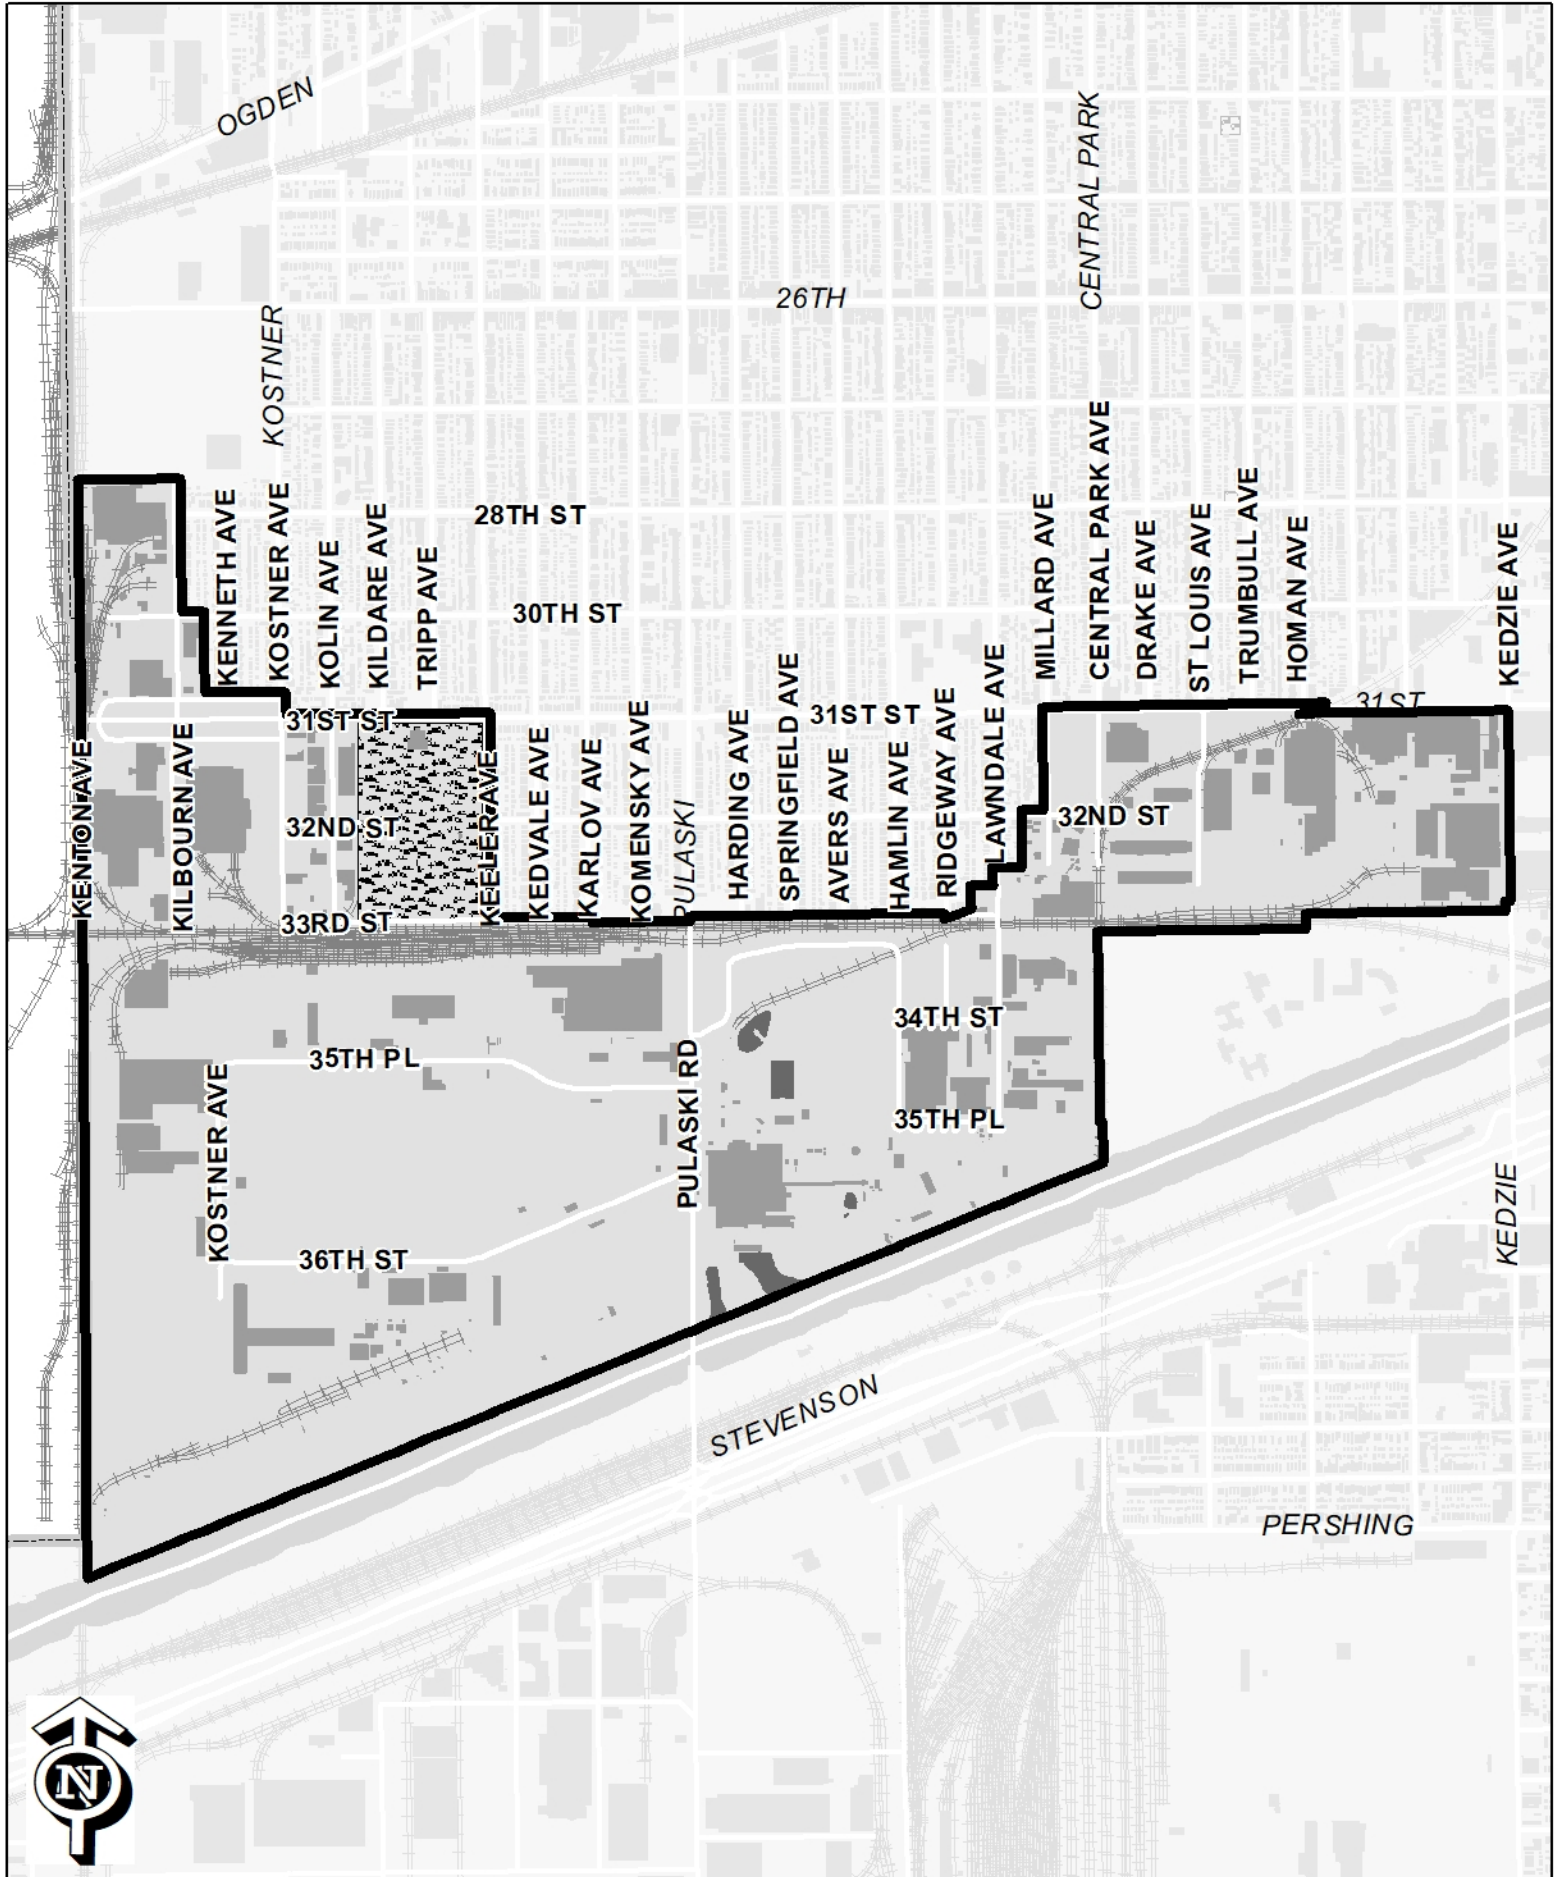 OGDEN
CENTRAL PARK
26TH
KOSTNER
CENTRAL PARK AVE
TRUMBULL AVE
KENNETH AVE
KOSTNER AVE
KOLIN AVE
KILDARE AVE
TRIPP AVE
28TH ST
MILLARD AVE
DRAKE AVE
ST LOUIS AVE
HOMAN AVE
KEDZIE AVE
30TH ST
31ST
31ST ST
31ST ST
KENTON AVE
KILBOURN AVE
KEELER AVE
KEDVALE AVE
KARLOV AVE
KOMENSKY AVE
PULASKI
HARDING AVE
SPRINGFIELD AVE
AVERS AVE
HAMLIN AVE
RIDGEWAY AVE
LAWNDALE AVE
32ND ST
32ND ST
33RD ST
34TH ST
35TH PL
KOSTNER AVE
PULASKI RD
35TH PL
36TH ST
KEDZIE
STEVENSON
PERSHING
N